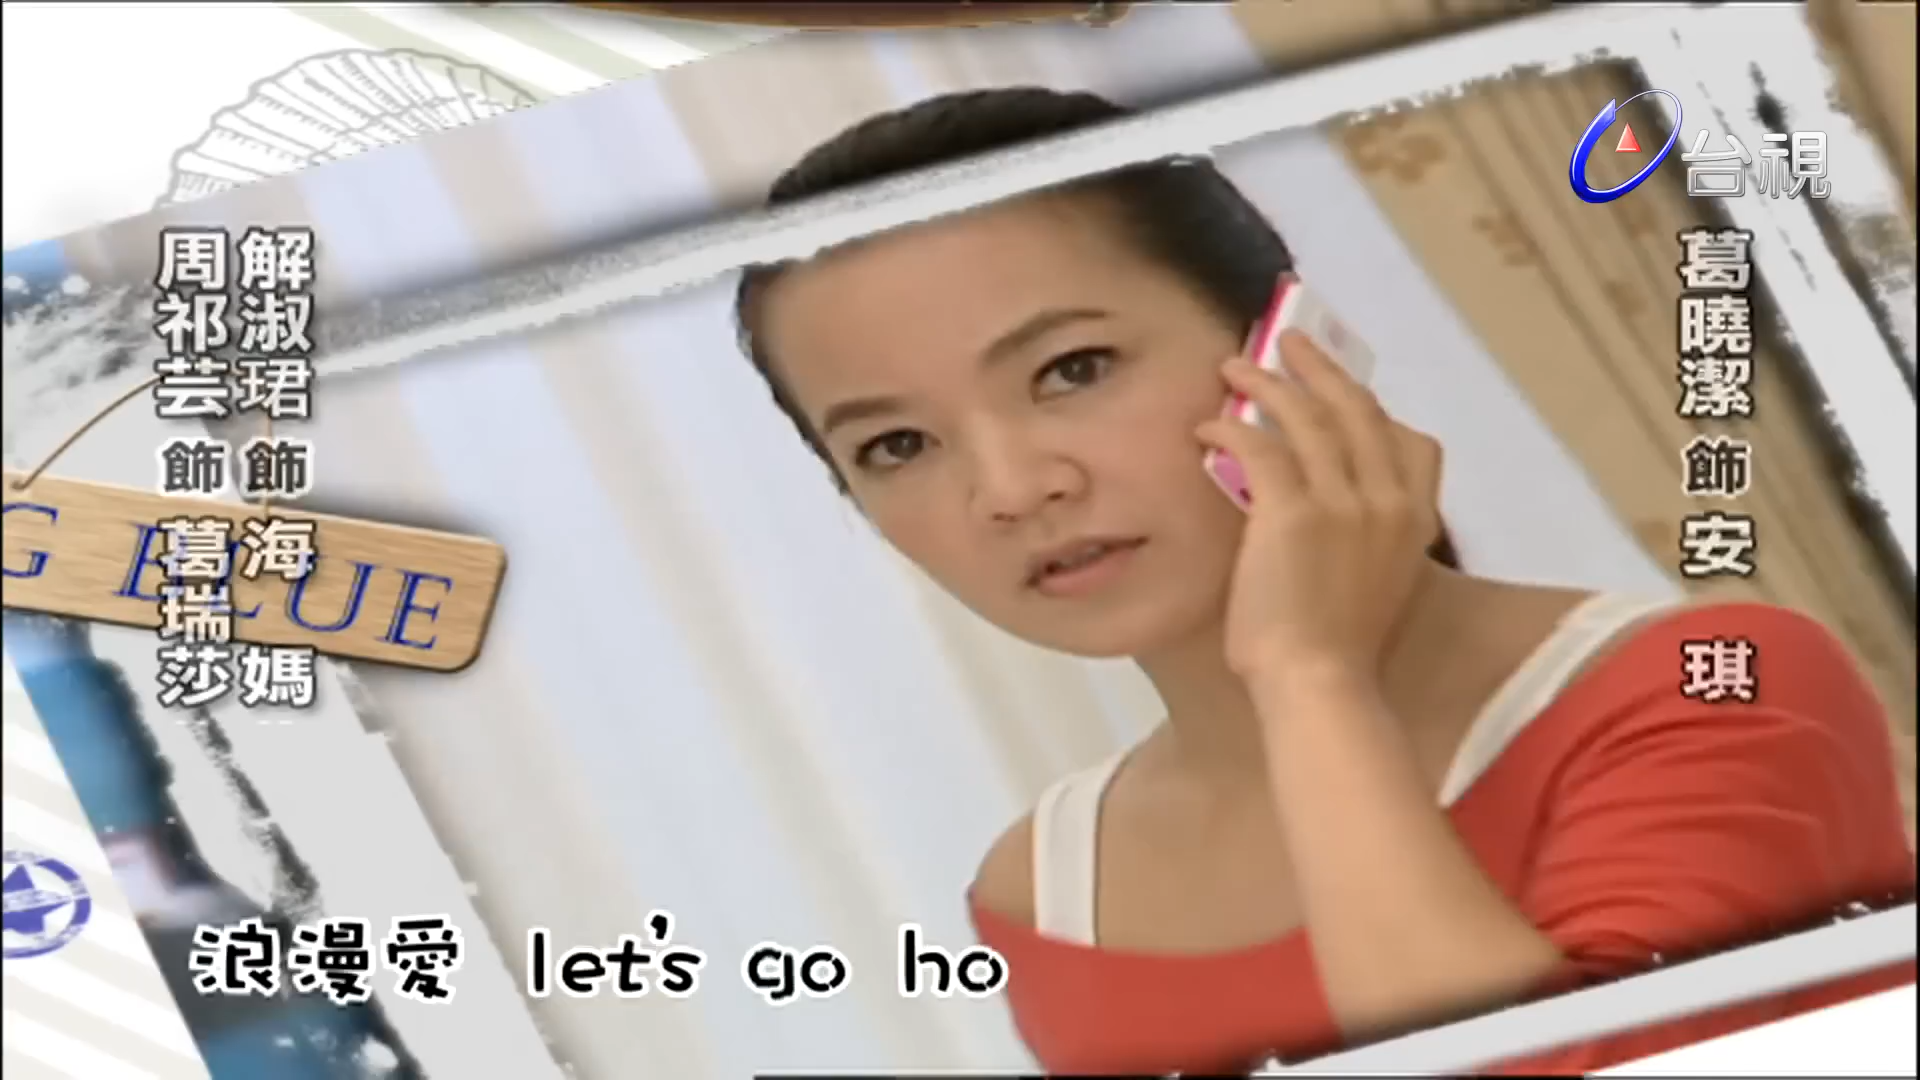 台視
葛曉潔 飾 安 琪
解淑珺 飾 海 媽
周祁芸 飾 葛瑞莎
G BLUE
浪漫愛 let's go ho